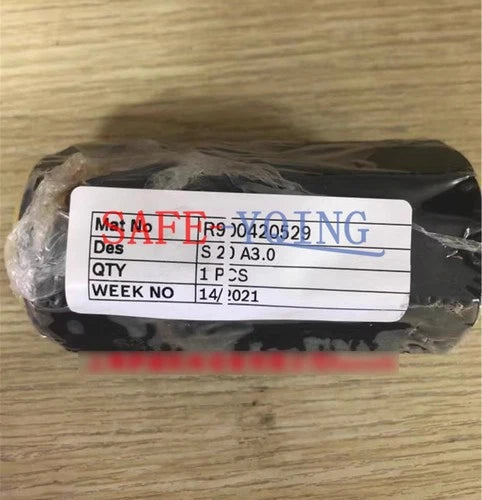 SAFE YOING
Mat No R900420529
Des S 20 A3.0
QTY 1 PCS
WEEK NO 14/2021